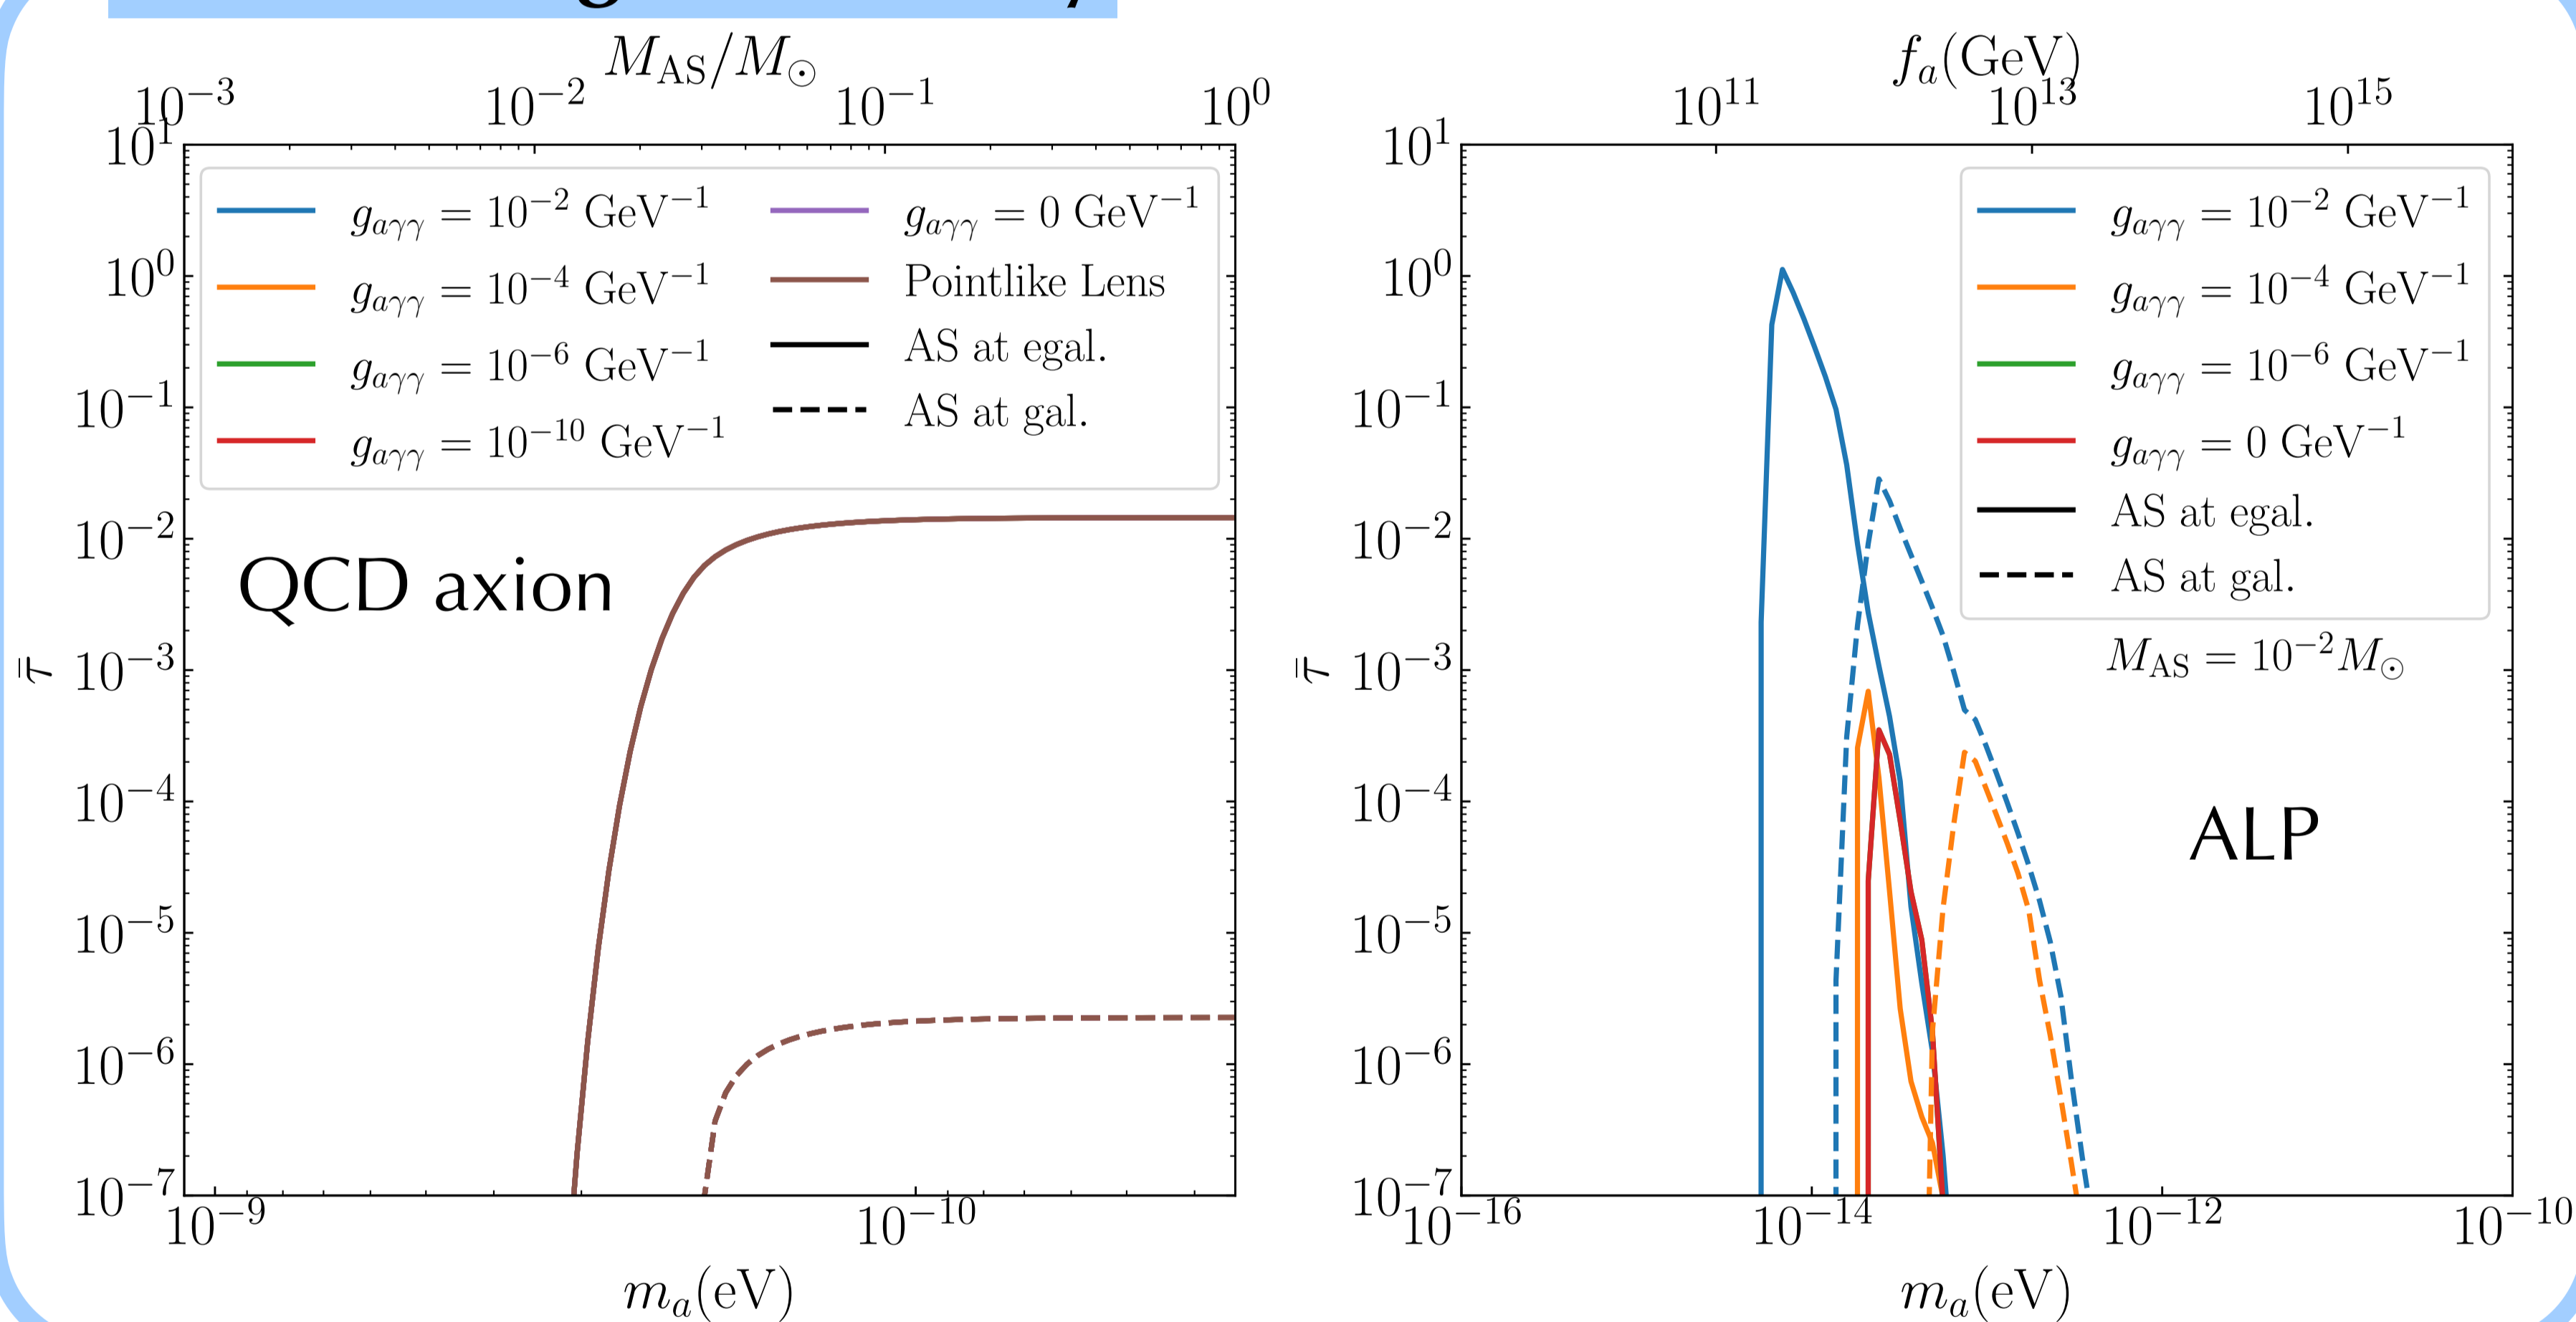 M_AS/M_⊙
10^−3 10^−2 10^−1 10^0
10^1
10^0
10^−1
10^−2
10^−3
10^−4
10^−5
10^−6
10^−7
τ̄
g_aγγ = 10^−2 GeV^−1
g_aγγ = 10^−4 GeV^−1
g_aγγ = 10^−6 GeV^−1
g_aγγ = 10^−10 GeV^−1
g_aγγ = 0 GeV^−1
Pointlike Lens
AS at egal.
AS at gal.
QCD axion
10^−9 10^−10
m_a(eV)
f_a(GeV)
10^11 10^13 10^15
10^1
10^0
10^−1
10^−2
10^−3
10^−4
10^−5
10^−6
10^−7
τ̄
g_aγγ = 10^−2 GeV^−1
g_aγγ = 10^−4 GeV^−1
g_aγγ = 10^−6 GeV^−1
g_aγγ = 0 GeV^−1
AS at egal.
AS at gal.
M_AS = 10^−2 M_⊙
ALP
10^−16 10^−14 10^−12 10^−10
m_a(eV)